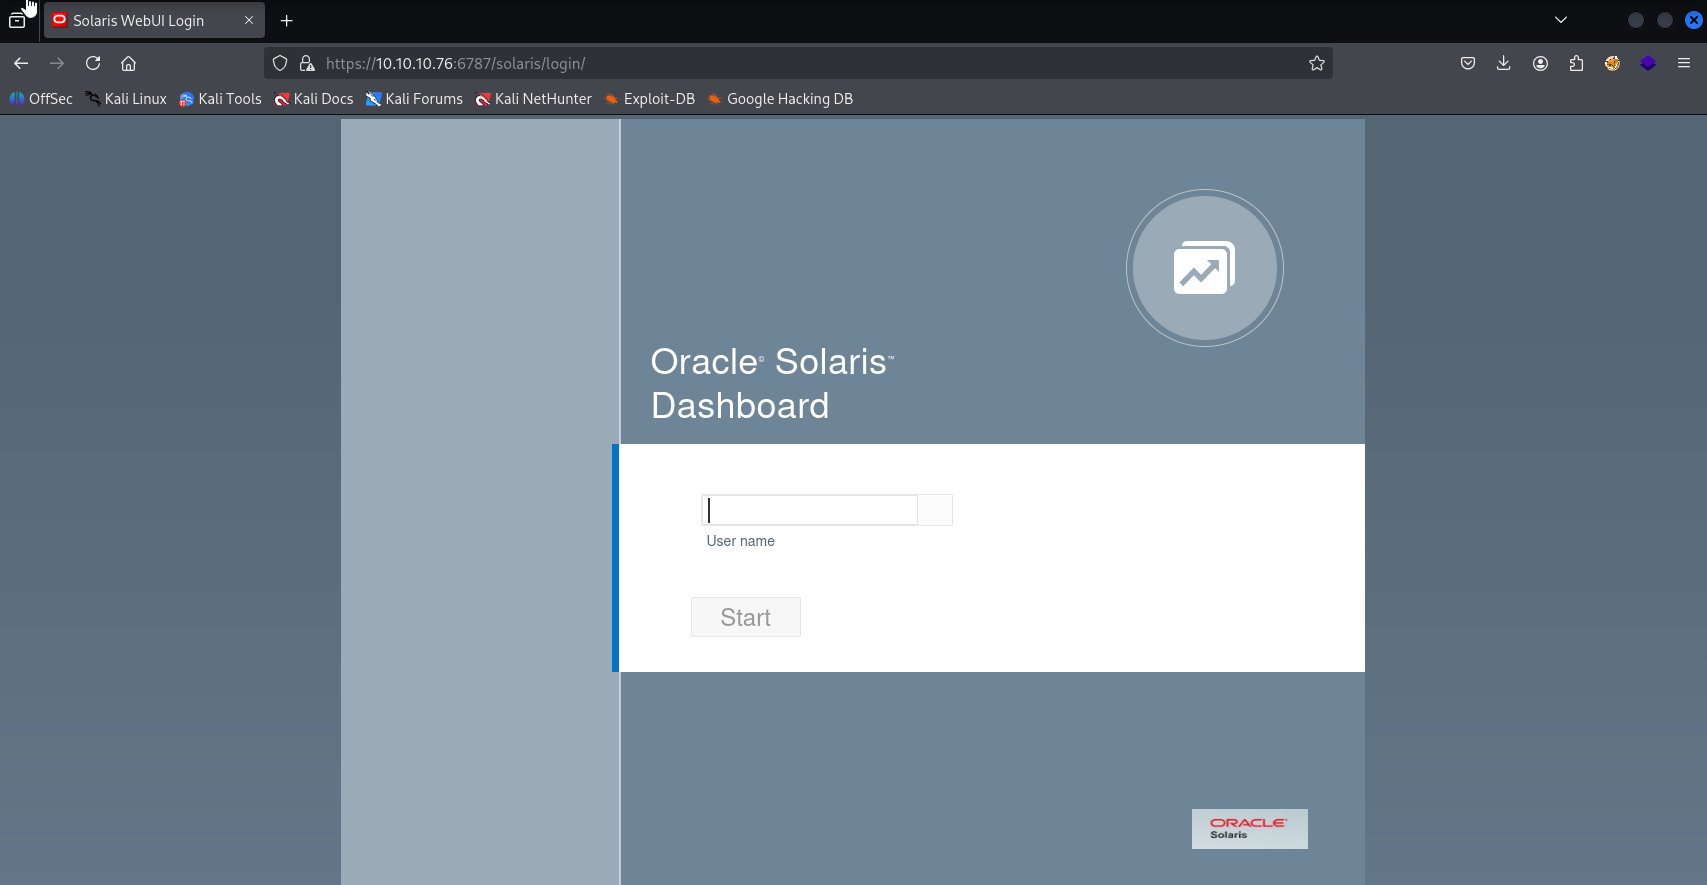 Solaris WebUI Login
https://10.10.10.76:6787/solaris/login/
OffSec Kali Linux Kali Tools Kali Docs Kali Forums Kali NetHunter Exploit-DB Google Hacking DB
Oracle® Solaris™
Dashboard
User name
Start
ORACLE®
Solaris